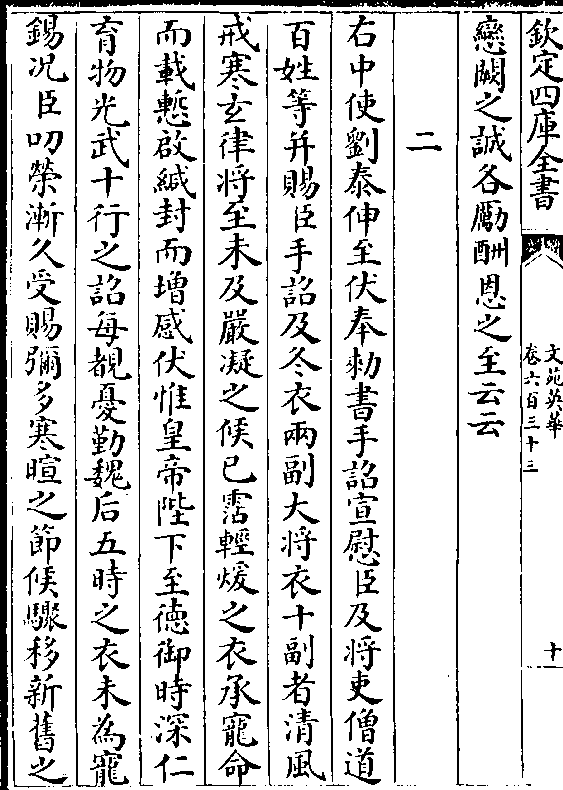 欽定四庫全書
文苑英華
卷六百三十三
十
戀闕之誠各勵酬恩之至云云
二
右中使劉泰伸至伏奉勑書手詔宣慰臣及將吏僧道
百姓等并賜臣手詔及冬衣兩副大將衣十副者清風
戒寒玄律將至未及嚴凝之候已霑輕煖之衣承寵命
而載慙啟緘封而增感伏惟皇帝陛下至德御時深仁
育物光武十行之詔每覩憂勤魏后五時之衣未為寵
錫況臣叨榮漸久受賜彌多寒暄之節候驟移新舊之